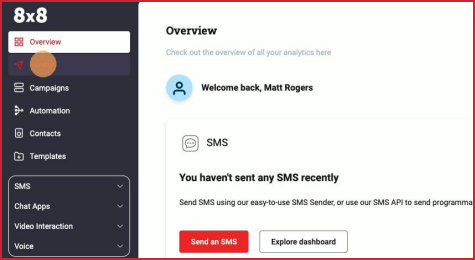 8x8
Overview
Campaigns
Automation
Contacts
Templates
SMS
Chat Apps
Video Interaction
Voice
Overview
Check out the overview of all your analytics here
Welcome back, Matt Rogers
SMS
You haven't sent any SMS recently
Send SMS using our easy-to-use SMS Sender, or use our SMS API to send programma
Send an SMS
Explore dashboard